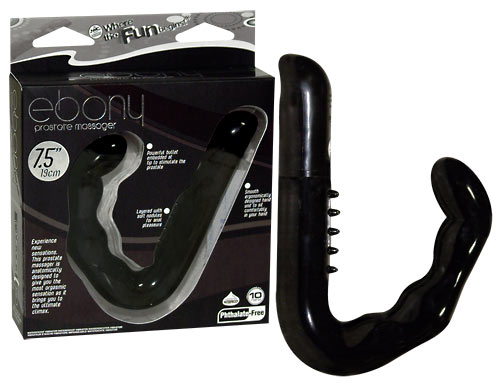 Where
the Fun
begins!
ebony
prostate massager
7.5"
19cm
Powerful bullet
embedded at
tip to stimulate the
prostate
Smooth
ergonomically
designed hand
unit to sit
comfortably
in your hand
Layered with
soft nodules
for anal
pleasure
Experience
new
sensations.
This prostate
massager is
anatomically
designed to
give you the
most orgasmic
sensation as it
brings you to
the ultimate
climax.
10
Phthalate-Free